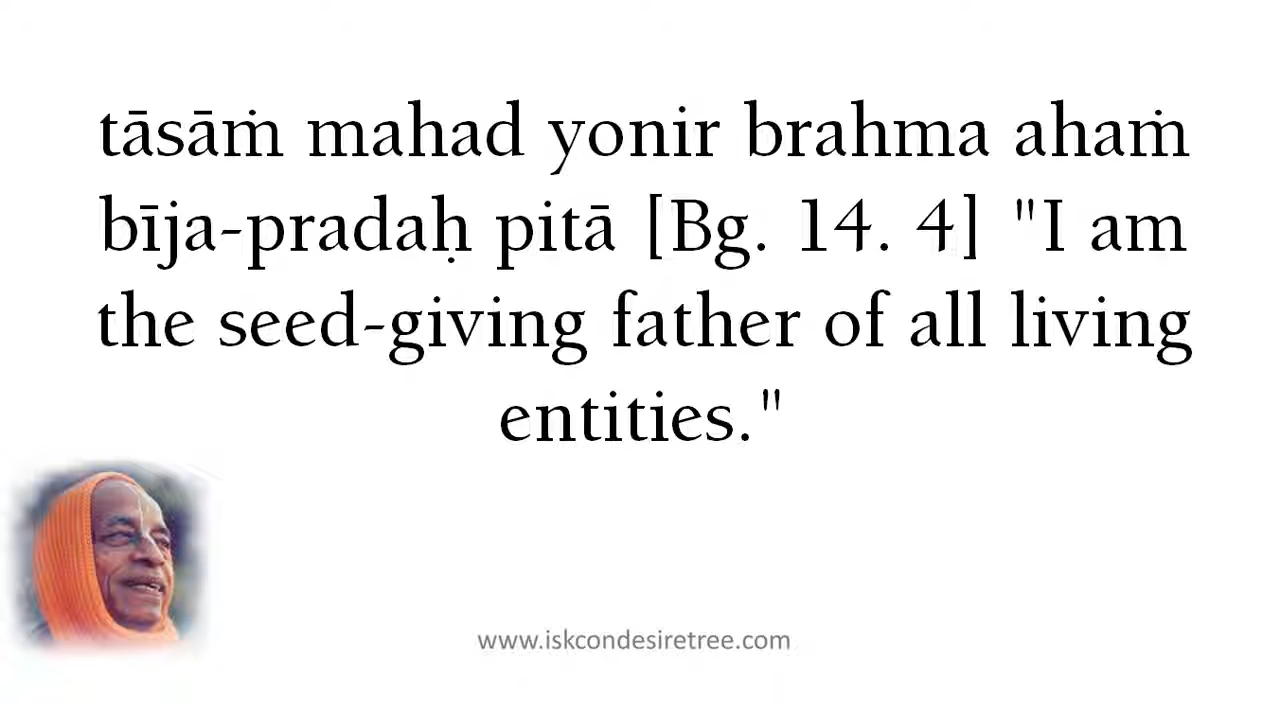 tāsāṁ mahad yonir brahma ahaṁ
bīja-pradaḥ pitā [Bg. 14. 4] "I am
the seed-giving father of all living
entities."
www.iskcondesiretree.com